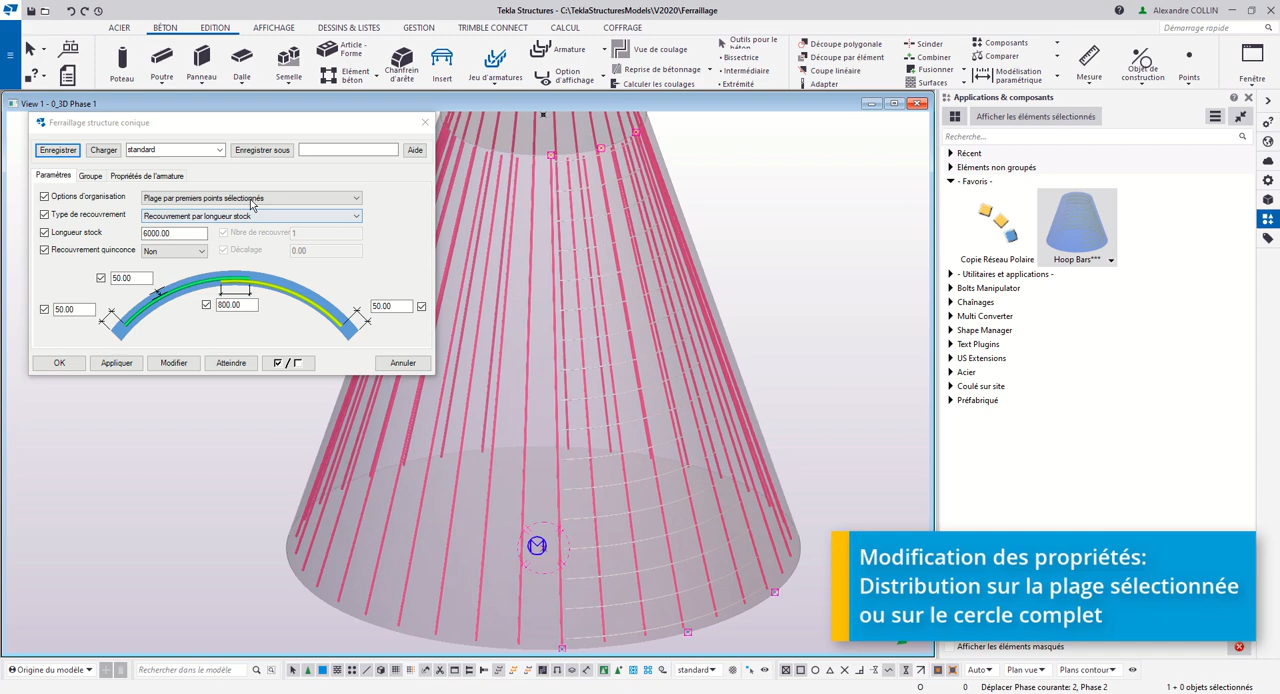 Tekla Structures - C:\TeklaStructuresModels\V2020\Ferraillage
Alexandre COLLIN
ACIER BÉTON EDITION AFFICHAGE DESSINS & LISTES GESTION TRIMBLE CONNECT CALCUL COFFRAGE
Démarrage rapide
Poteau Poutre Panneau Dalle Semelle
Article - Forme
Elément béton
Chanfrein d'arête
Insert
Jeu d'armatures
Armature
Option d'affichage
Vue de coulage
Reprise de bétonnage
Calculer les coulages
Outils pour le béton
Bissectrice
Intermédiaire
Extrémité
Découpe polygonale
Découpe par élément
Coupe linéaire
Adapter
Scinder
Combiner
Fusionner
Surfaces
Composants
Comparer
Modélisation paramétrique
Mesure
Objet de construction
Points
Fenêtre
View 1 - 0_3D Phase 1
Ferraillage structure conique
Enregistrer Charger standard Enregistrer sous Aide
Paramètres Groupe Propriétés de l'armature
Options d'organisation Plage par premiers points sélectionnés
Type de recouvrement Recouvrement par longueur stock
Longueur stock 6000.00 Nbre de recouvrer 1
Recouvrement quinconce Non Décalage 0.00
50.00
50.00 800.00 50.00
OK Appliquer Modifier Atteindre / Annuler
Applications & composants
Afficher les éléments sélectionnés
Recherche...
Récent
Eléments non groupés
- Favoris -
Copie Réseau Polaire Hoop Bars***
- Utilitaires et applications -
Bolts Manipulator
Chaînages
Multi Converter
Shape Manager
Text Plugins
US Extensions
Acier
Coulé sur site
Préfabriqué
Modification des propriétés:
Distribution sur la plage sélectionnée
ou sur le cercle complet
Afficher les éléments masqués
Origine du modèle Rechercher dans le modèle standard Auto Plan vue Plans contour
O 0 Déplacer Phase courante: 2, Phase 2 1 + 0 objets sélectionnés